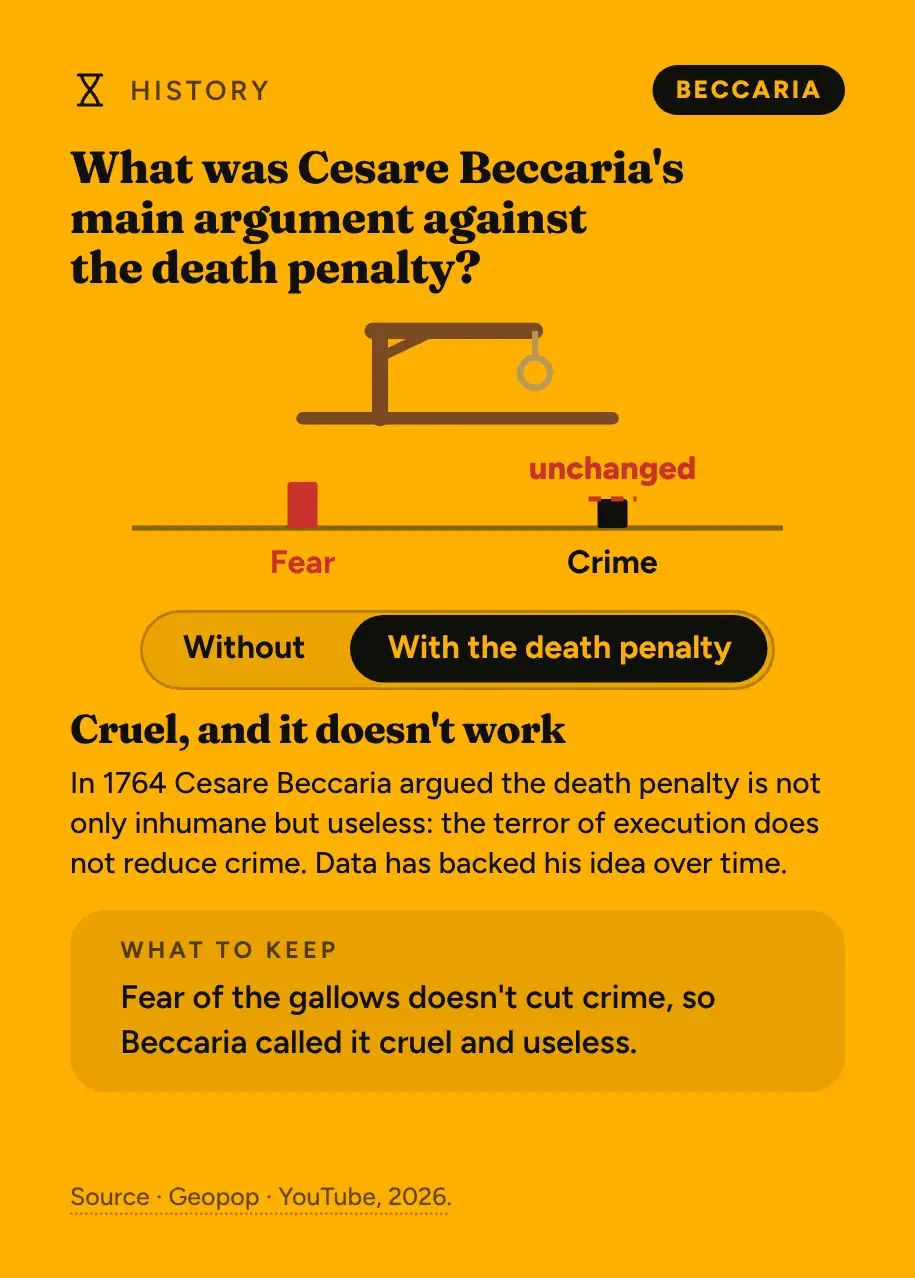 HISTORY
BECCARIA
What was Cesare Beccaria's
main argument against
the death penalty?
unchanged
Fear
Crime
Without
With the death penalty
Cruel, and it doesn't work
In 1764 Cesare Beccaria argued the death penalty is not
only inhumane but useless: the terror of execution does
not reduce crime. Data has backed his idea over time.
WHAT TO KEEP
Fear of the gallows doesn't cut crime, so
Beccaria called it cruel and useless.
Source · Geopop · YouTube, 2026.